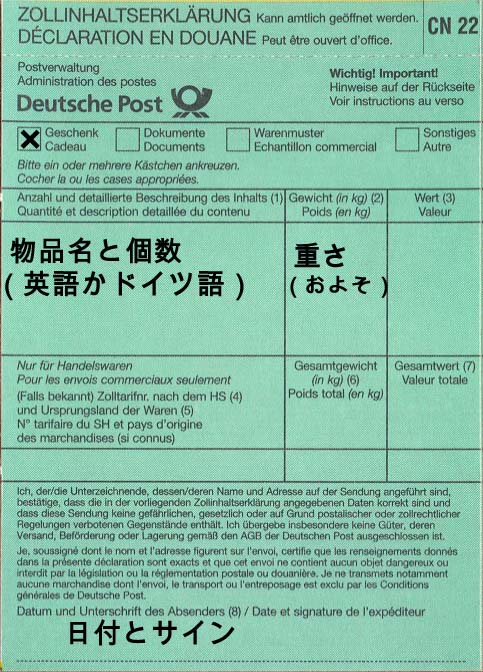 ZOLLINHALTSERKLÄRUNG Kann amtlich geöffnet werden.
DÉCLARATION EN DOUANE Peut être ouvert d'office.
CN 22
Postverwaltung
Administration des postes
Deutsche Post
Wichtig! Important!
Hinweise auf der Rückseite
Voir instructions au verso
Geschenk
Cadeau
Dokumente
Documents
Warenmuster
Echantillon commercial
Sonstiges
Autre
Bitte ein oder mehrere Kästchen ankreuzen.
Cocher la ou les cases appropriées.
Anzahl und detaillierte Beschreibung des Inhalts (1)
Quantité et description detaillée du contenu
Gewicht (in kg) (2)
Poids (en kg)
Wert (3)
Valeur
物品名と個数
(英語かドイツ語)
重さ
(およそ)
Nur für Handelswaren
Pour les envois commerciaux seulement
(Falls bekannt) Zolltarifnr. nach dem HS (4)
und Ursprungsland der Waren (5)
N° tarifaire du SH et pays d'origine
des marchandises (si connus)
Gesamtgewicht
(in kg) (6)
Poids total (en kg)
Gesamtwert (7)
Valeur totale
Ich, der/die Unterzeichnende, dessen/deren Name und Adresse auf der Sendung angeführt sind,
bestätige, dass die in der vorliegenden Zollinhaltserklärung angegebenen Daten korrekt sind und
dass diese Sendung keine gefährlichen, gesetzlich oder auf Grund postalischer oder zollrechtlicher
Regelungen verbotenen Gegenstände enthält. Ich übergebe insbesondere keine Güter, deren
Versand, Beförderung oder Lagerung gemäß den AGB der Deutschen Post ausgeschlossen ist.
Je, soussigné dont le nom et l'adresse figurent sur l'envoi, certifie que les renseignements donnés
dans la présente déclaration sont exacts et que cet envoi ne contient aucun objet dangereux ou
interdit par la législation ou la réglementation postale ou douanière. Je ne transmets notamment
aucune marchandise dont l'envoi, le transport ou l'entreposage est exclu par les Conditions
générales de Deutsche Post.
Datum und Unterschrift des Absenders (8) / Date et signature de l'expéditeur
日付とサイン